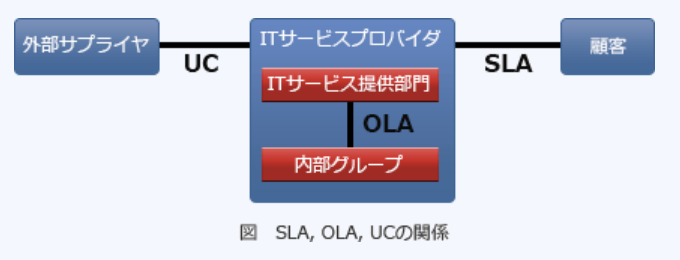 外部サプライヤ
UC
ITサービスプロバイダ
ITサービス提供部門
OLA
内部グループ
SLA
顧客
図　SLA, OLA, UCの関係